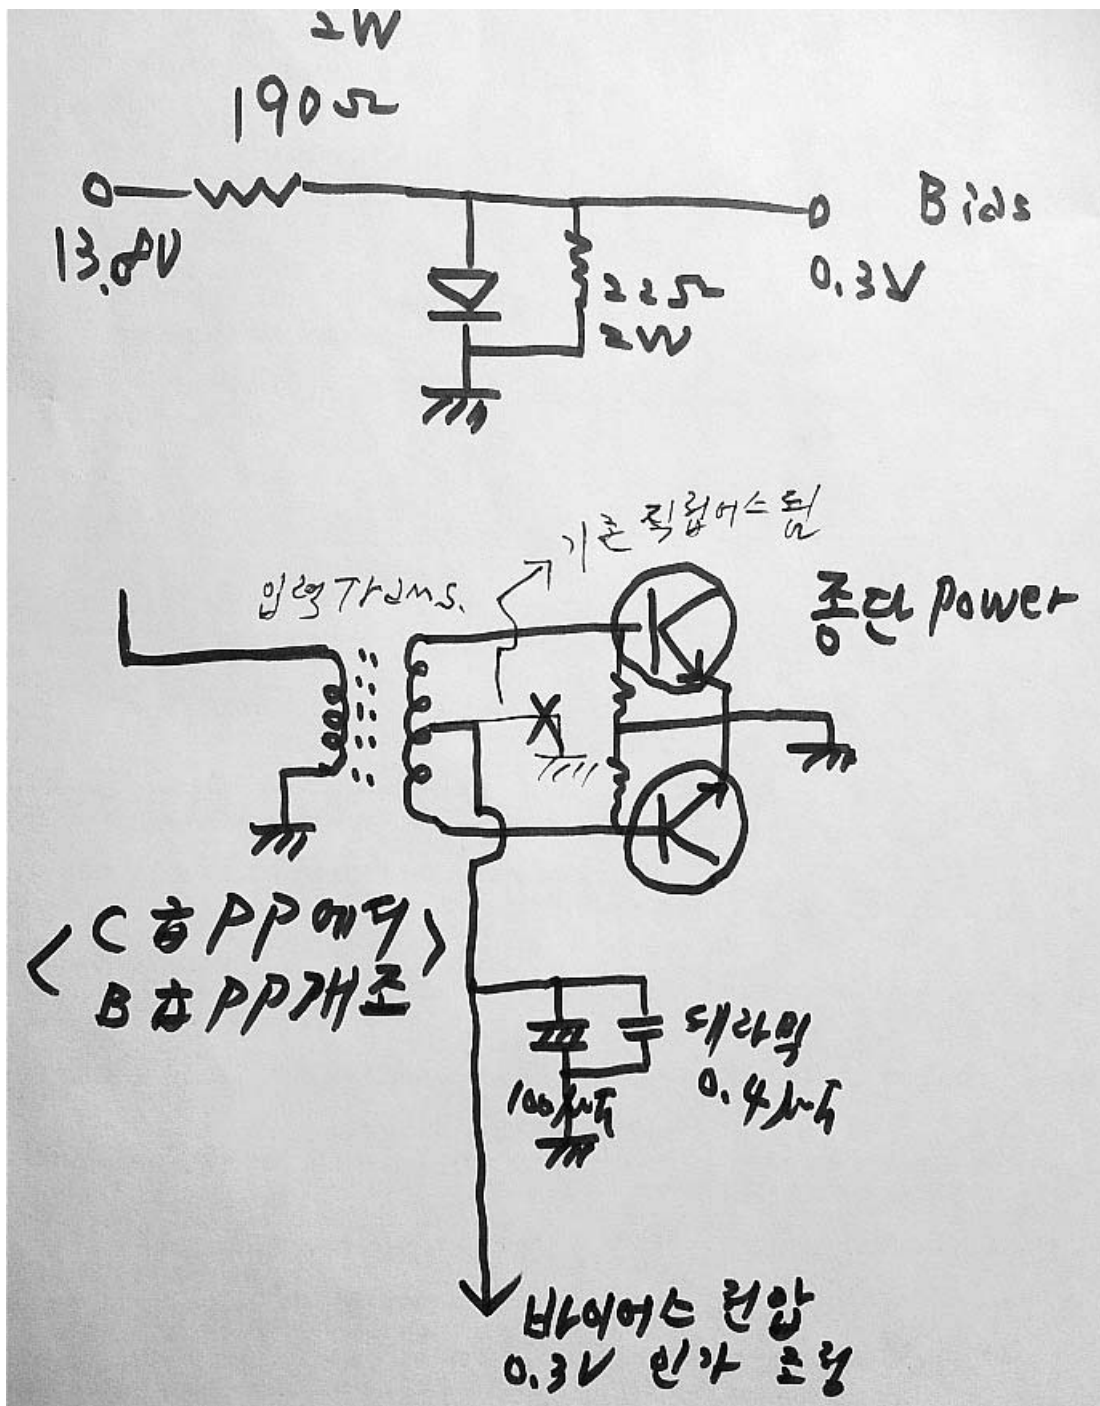 2W
190Ω
13.8V
Bias
0.3V
22Ω
2W
기존 직접어스됨
입력 Trans.
종단 Power
<C급 PP에서
B급 PP개조>
세라믹
0.4μF
100μF
바이어스 전압
0.3V 인가 조정